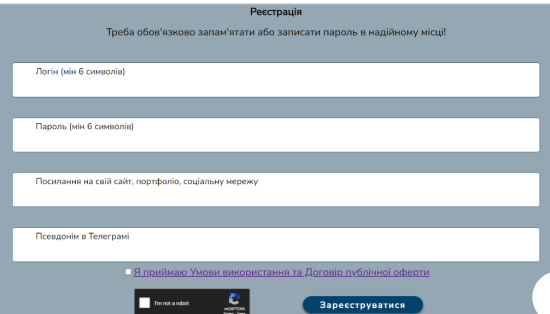 Реєстрація
Треба обов'язково запам'ятати або записати пароль в надійному місці!
Логін (мін 6 символів)
Пароль (мін 6 символів)
Посилання на свій сайт, портфоліо, соціальну мережу
Псевдонім в Телеграмі
Я приймаю Умови використання та Договір публічної оферти
I'm not a robot
reCAPTCHA
Зареєструватися